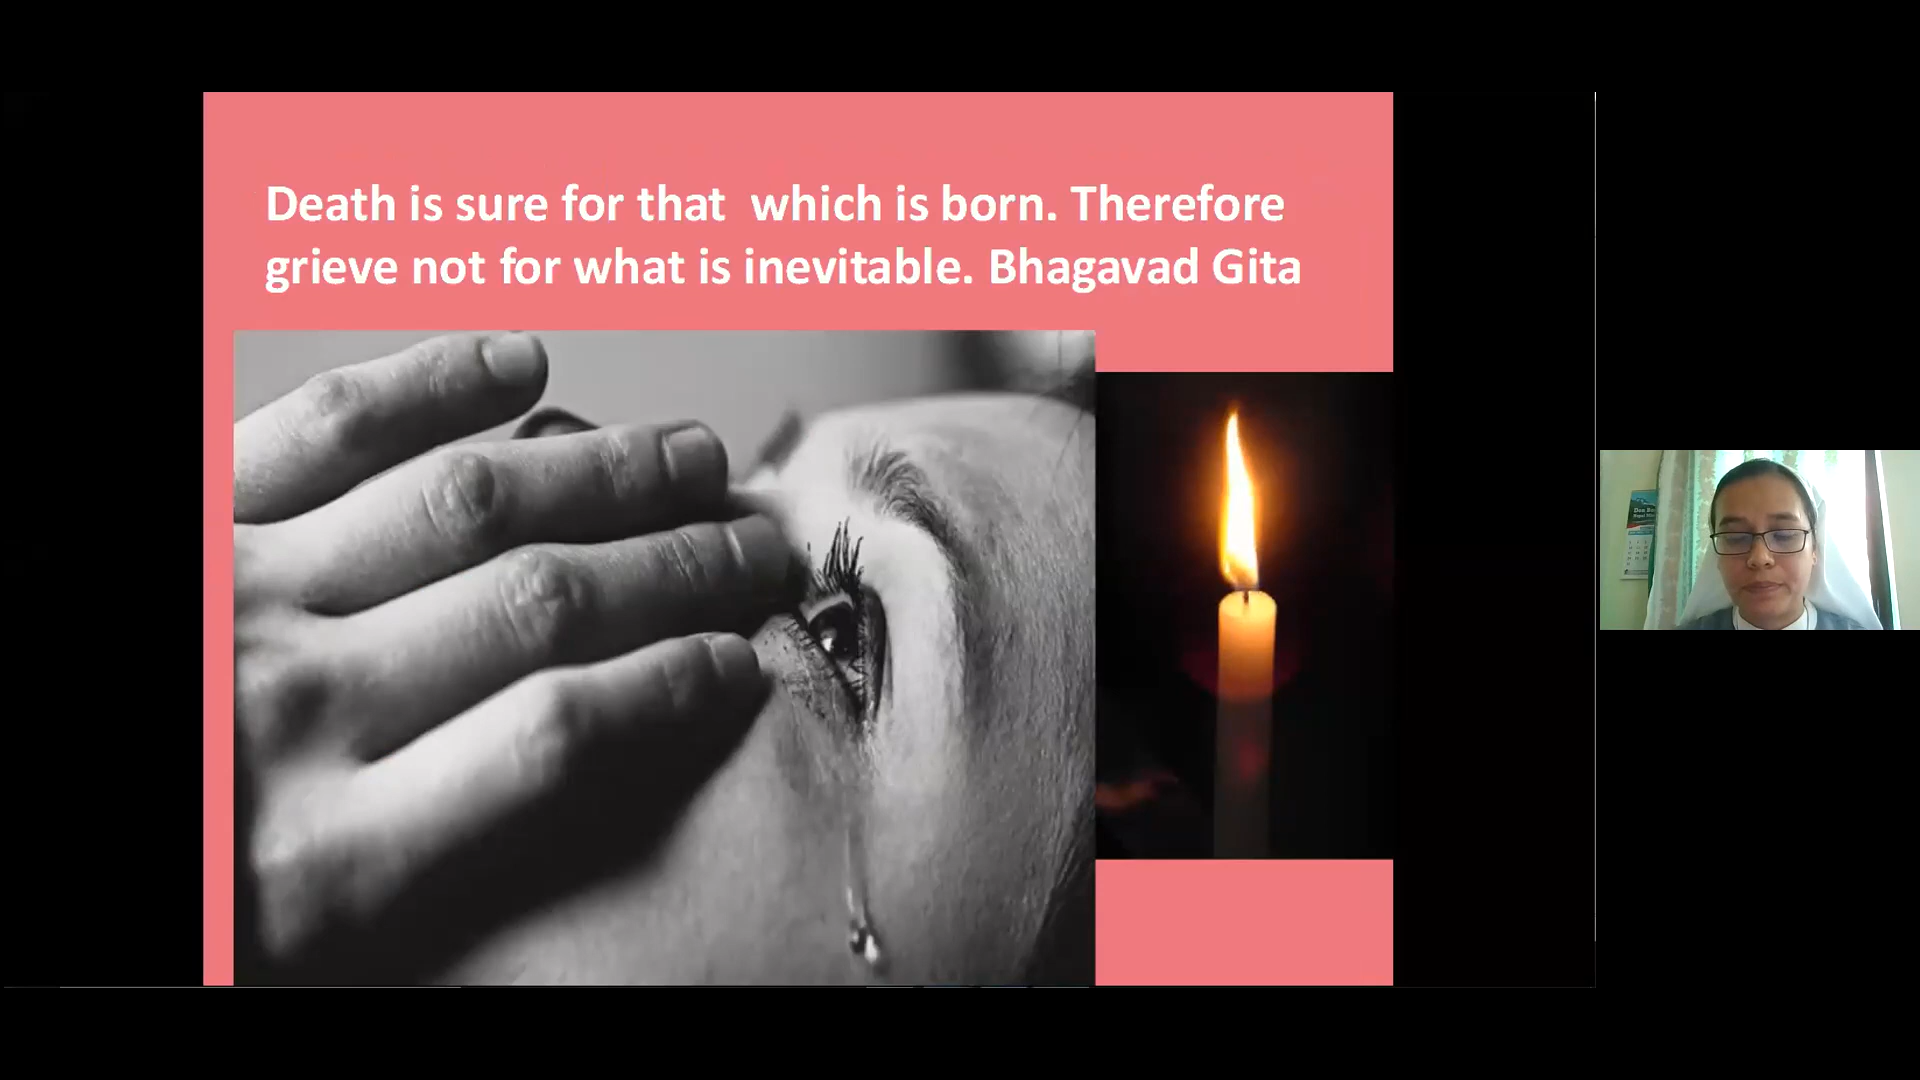 Death is sure for that  which is born. Therefore
grieve not for what is inevitable. Bhagavad Gita